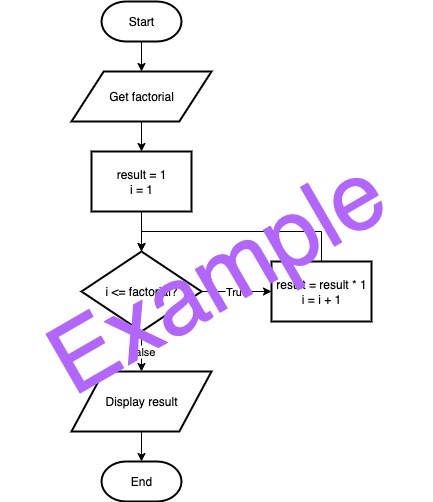 Start
Get factorial
result = 1
i = 1
i <= factorial?
True
result = result * 1
i = i + 1
False
Display result
End
Example